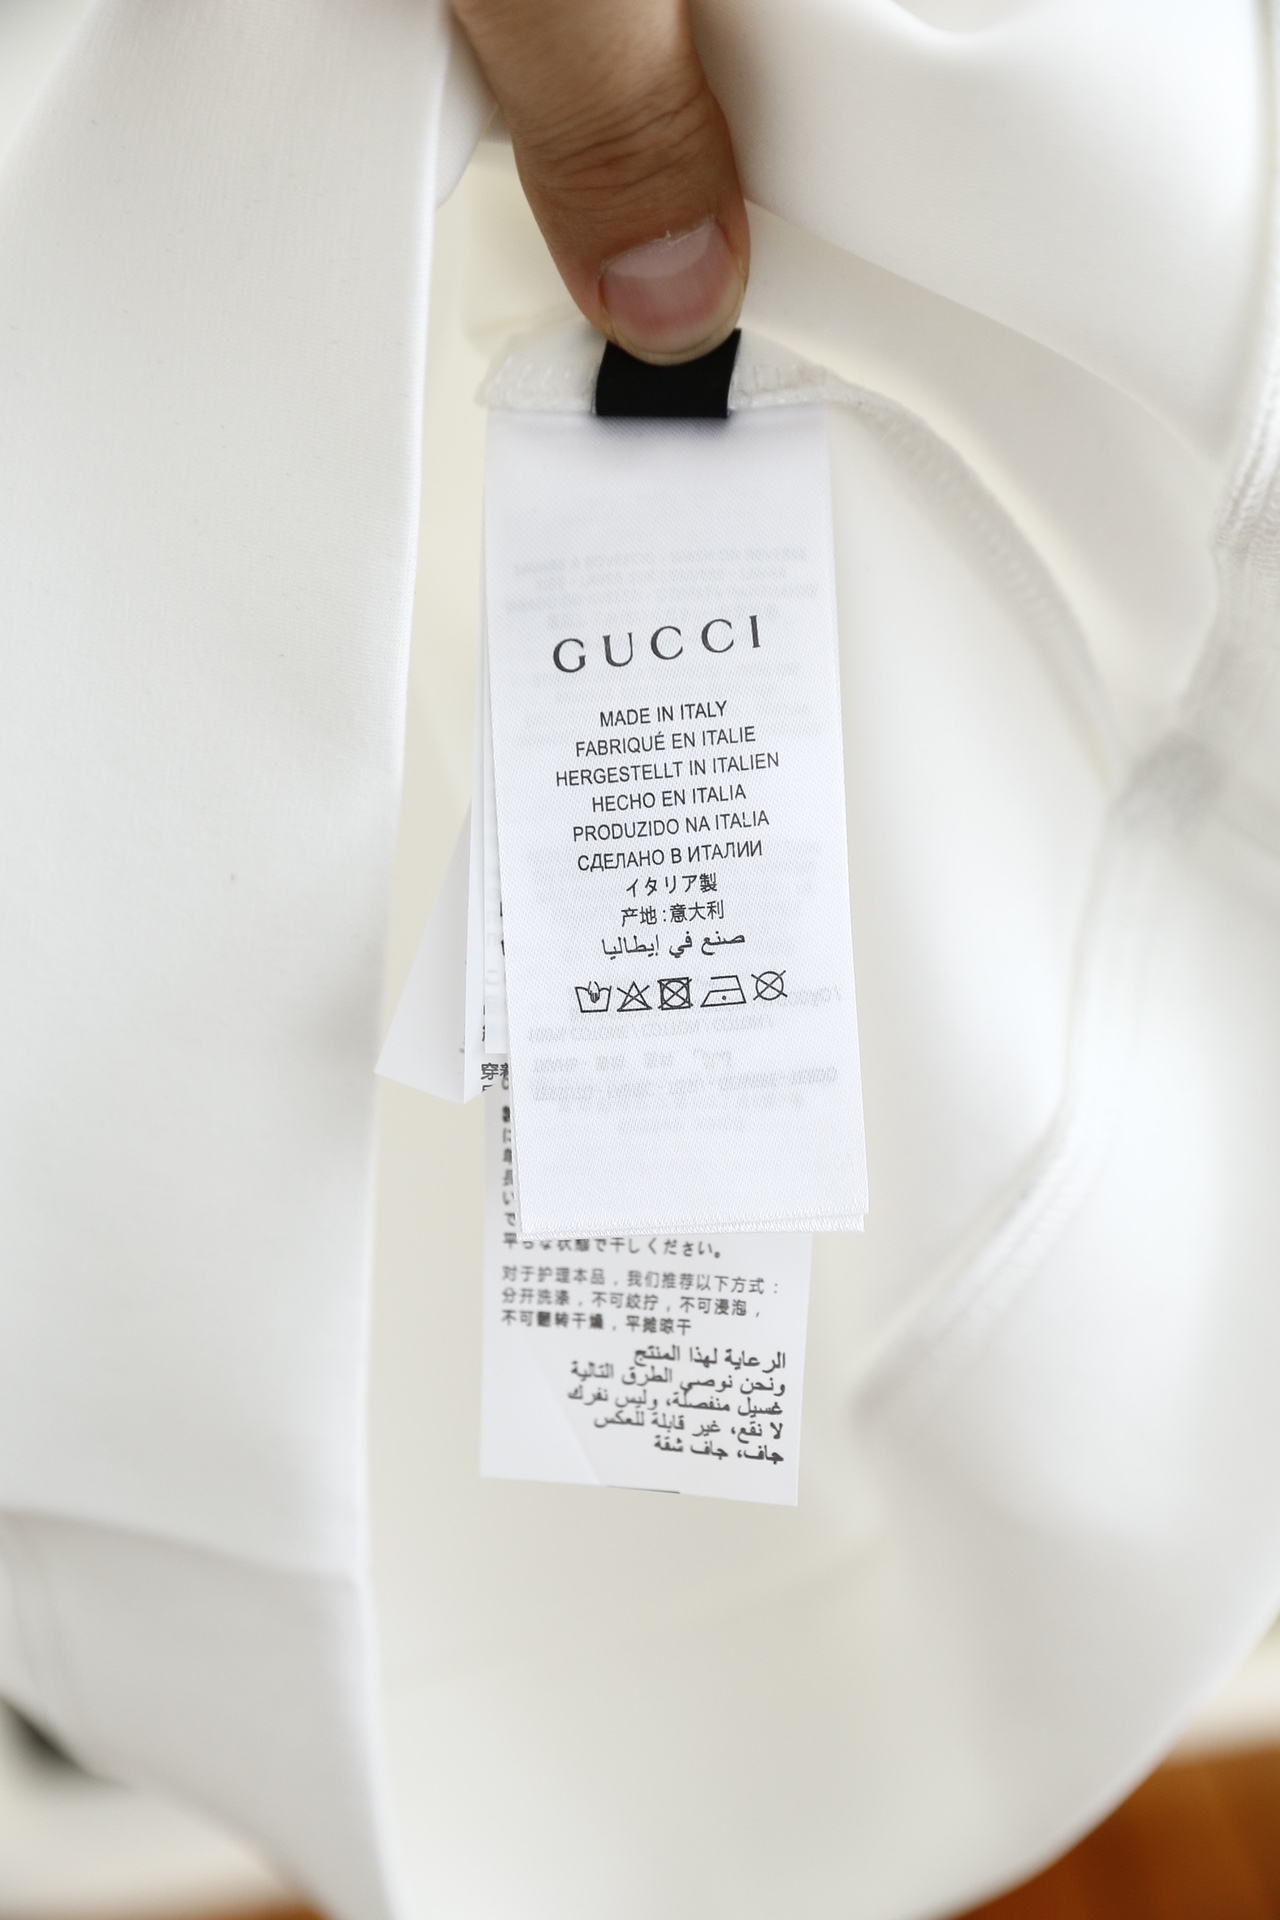 GUCCI
MADE IN ITALY
FABRIQUÉ EN ITALIE
HERGESTELLT IN ITALIEN
HECHO EN ITALIA
PRODUZIDO NA ITALIA
СДЕЛАНО В ИТАЛИИ
イタリア製
产地:意大利
صنع في إيطاليا
平らな状態で干しください。
对于护理本品，我们推荐以下方式：
分开洗涤，不可绞拧，不可浸泡，
不可翻转干燥，平摊晾干
الرعاية لهذا المنتج
ونحن نوصي الطرق التالية
غسيل منفصلة، وليس نفرك
لا نقع، غير قابلة للعكس
جاف، جاف شقة